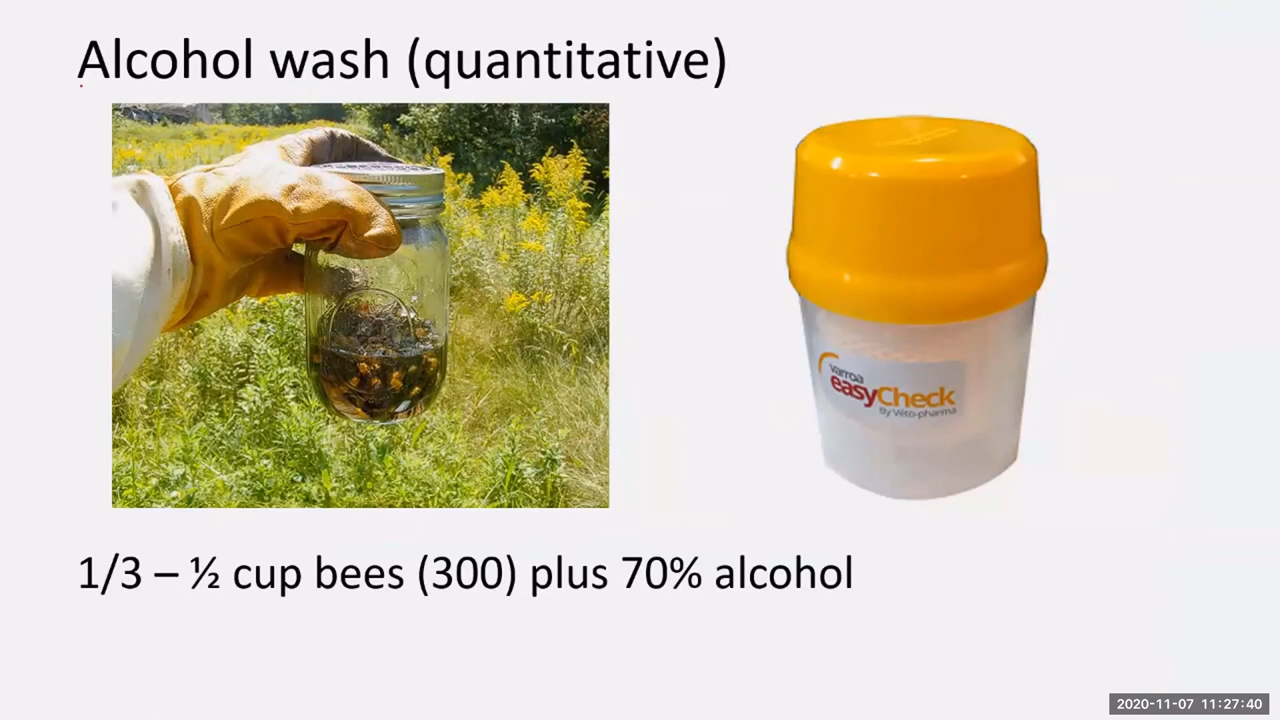 Alcohol wash (quantitative)
varroa
easyCheck
By Véto-pharma
1/3 – ½ cup bees (300) plus 70% alcohol
2020-11-07 11:27:40